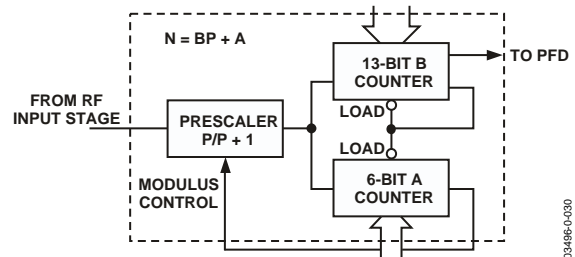 N = BP + A
13-BIT B
COUNTER
TO PFD
FROM RF
INPUT STAGE
PRESCALER
P/P + 1
LOAD
LOAD
MODULUS
CONTROL
6-BIT A
COUNTER
03496-0-030